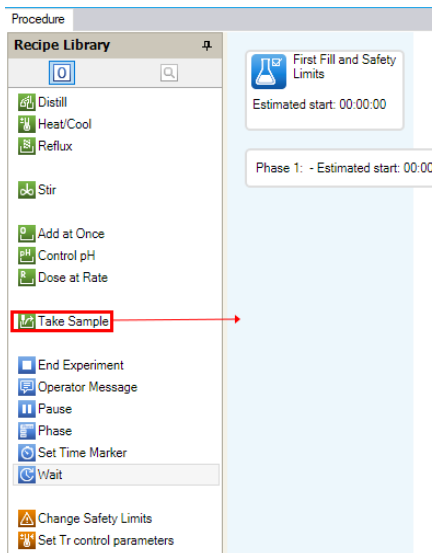 Procedure
Recipe Library
Distill
Heat/Cool
Reflux
Stir
Add at Once
Control pH
Dose at Rate
Take Sample
End Experiment
Operator Message
Pause
Phase
Set Time Marker
Wait
Change Safety Limits
Set Tr control parameters
First Fill and Safety
Limits
Estimated start: 00:00:00
Phase 1: - Estimated start: 00:00